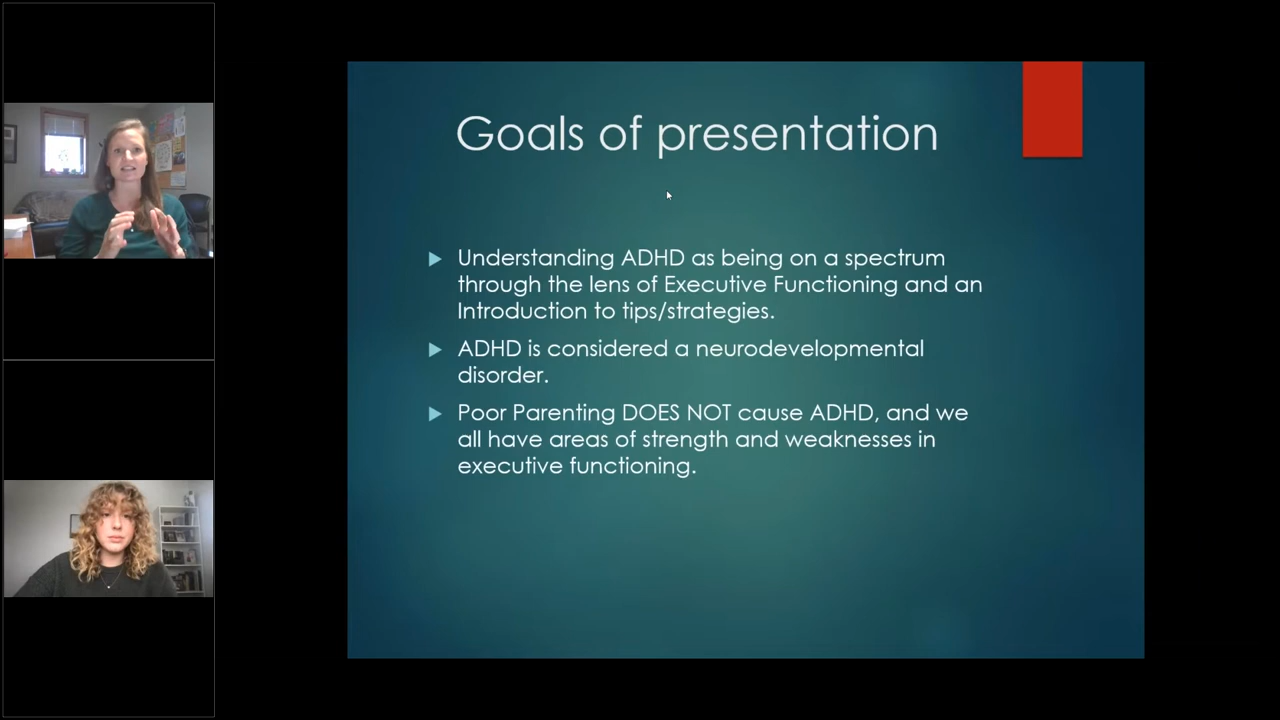 Goals of presentation
Understanding ADHD as being on a spectrum
through the lens of Executive Functioning and an
Introduction to tips/strategies.
ADHD is considered a neurodevelopmental
disorder.
Poor Parenting DOES NOT cause ADHD, and we
all have areas of strength and weaknesses in
executive functioning.